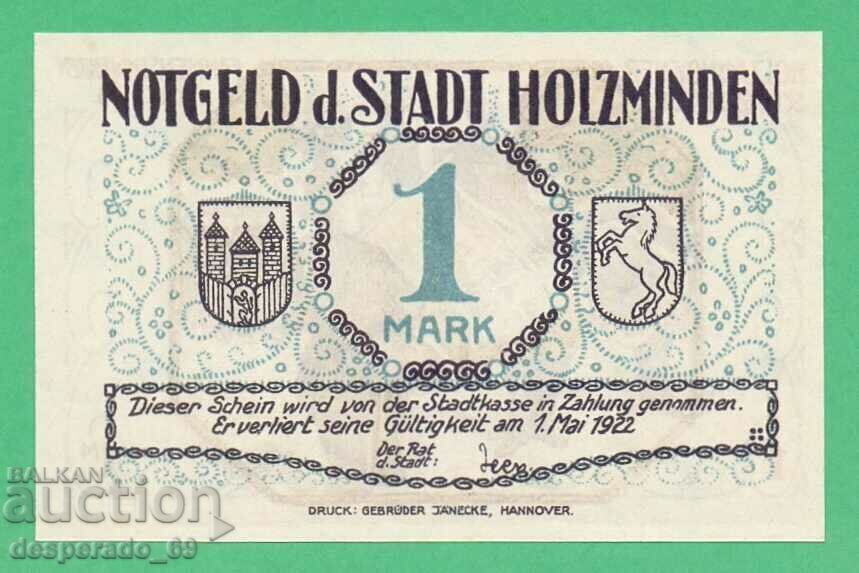 NOTGELD d. STADT HOLZMINDEN
1
MARK
Dieser Schein wird von der Stadtkasse in Zahlung genommen.
Er verliert seine Gültigkeit am 1. Mai 1922
Der Rat
d. Stadt:
DRUCK: GEBRÜDER JÄNECKE, HANNOVER.
BALKAN
auction
desperado_69